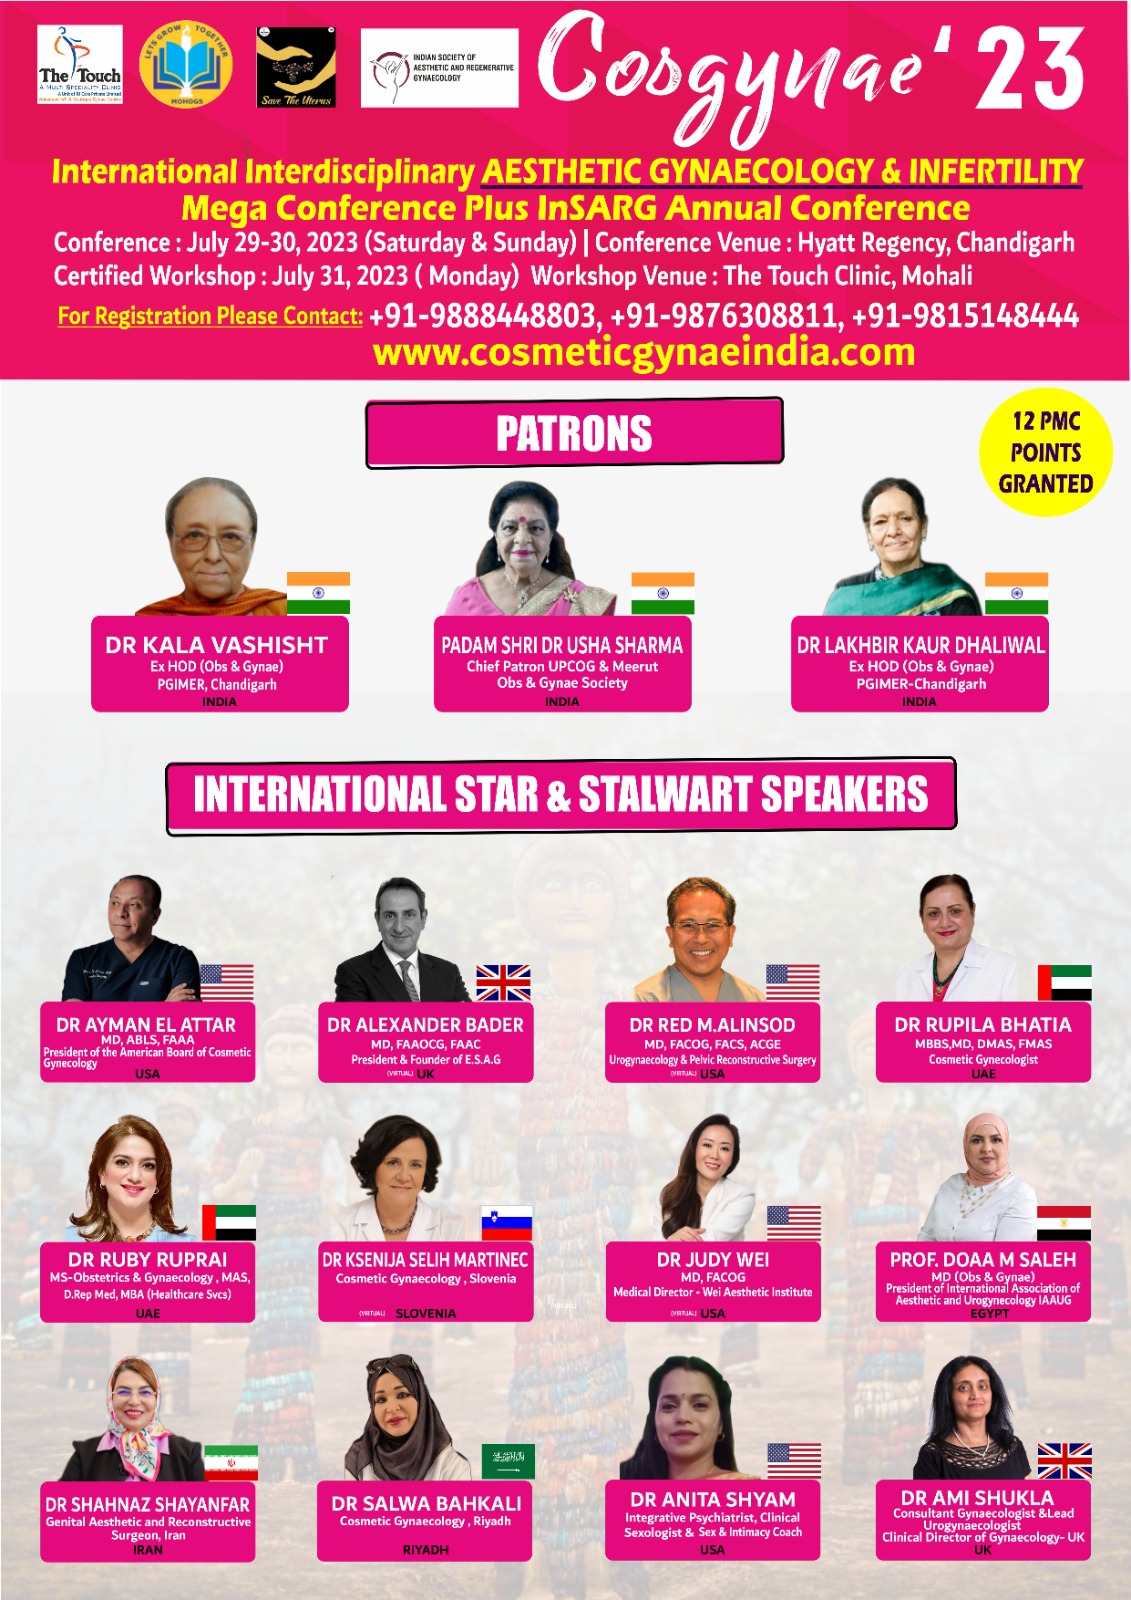 The Touch
A MULTI SPECIALITY CLINIC
LETS GROW TOGETHER
MOHOGS
Save The Uterus
INDIAN SOCIETY OF
AESTHETIC AND REGENERATIVE
GYNAECOLOGY
Cosgynae '23
International Interdisciplinary AESTHETIC GYNAECOLOGY & INFERTILITY
Mega Conference Plus InSARG Annual Conference
Conference : July 29-30, 2023 (Saturday & Sunday) | Conference Venue : Hyatt Regency, Chandigarh
Certified Workshop : July 31, 2023 ( Monday) Workshop Venue : The Touch Clinic, Mohali
For Registration Please Contact: +91-9888448803, +91-9876308811, +91-9815148444
www.cosmeticgynaeindia.com
PATRONS
12 PMC
POINTS
GRANTED
DR KALA VASHISHT
Ex HOD (Obs & Gynae)
PGIMER, Chandigarh
INDIA
PADAM SHRI DR USHA SHARMA
Chief Patron UPCOG & Meerut
Obs & Gynae Society
INDIA
DR LAKHBIR KAUR DHALIWAL
Ex HOD (Obs & Gynae)
PGIMER-Chandigarh
INDIA
INTERNATIONAL STAR & STALWART SPEAKERS
DR AYMAN EL ATTAR
MD, ABLS, FAAA
President of the American Board of Cosmetic
Gynecology
USA
DR ALEXANDER BADER
MD, FAAOCG, FAAC
President & Founder of E.S.A.G
(VIRTUAL) UK
DR RED M.ALINSOD
MD, FACOG, FACS, ACGE
Urogynaecology & Pelvic Reconstructive Surgery
(VIRTUAL) USA
DR RUPILA BHATIA
MBBS,MD, DMAS, FMAS
Cosmetic Gynecologist
UAE
DR RUBY RUPRAI
MS-Obstetrics & Gynaecology , MAS,
D.Rep Med, MBA (Healthcare Svcs)
UAE
DR KSENIJA SELIH MARTINEC
Cosmetic Gynaecology , Slovenia
(VIRTUAL) SLOVENIA
(VIRTUAL)
DR JUDY WEI
MD, FACOG
Medical Director - Wei Aesthetic Institute
(VIRTUAL) USA
PROF. DOAA M SALEH
MD (Obs & Gynae)
President of International Association of
Aesthetic and Urogynecology IAAUG
EGYPT
DR SHAHNAZ SHAYANFAR
Genital Aesthetic and Reconstructive
Surgeon, Iran
IRAN
DR SALWA BAHKALI
Cosmetic Gynaecology , Riyadh
RIYADH
DR ANITA SHYAM
Integrative Psychiatrist, Clinical
Sexologist & Sex & Intimacy Coach
USA
DR AMI SHUKLA
Consultant Gynaecologist &Lead
Urogynaecologist
Clinical Director of Gynaecology- UK
UK